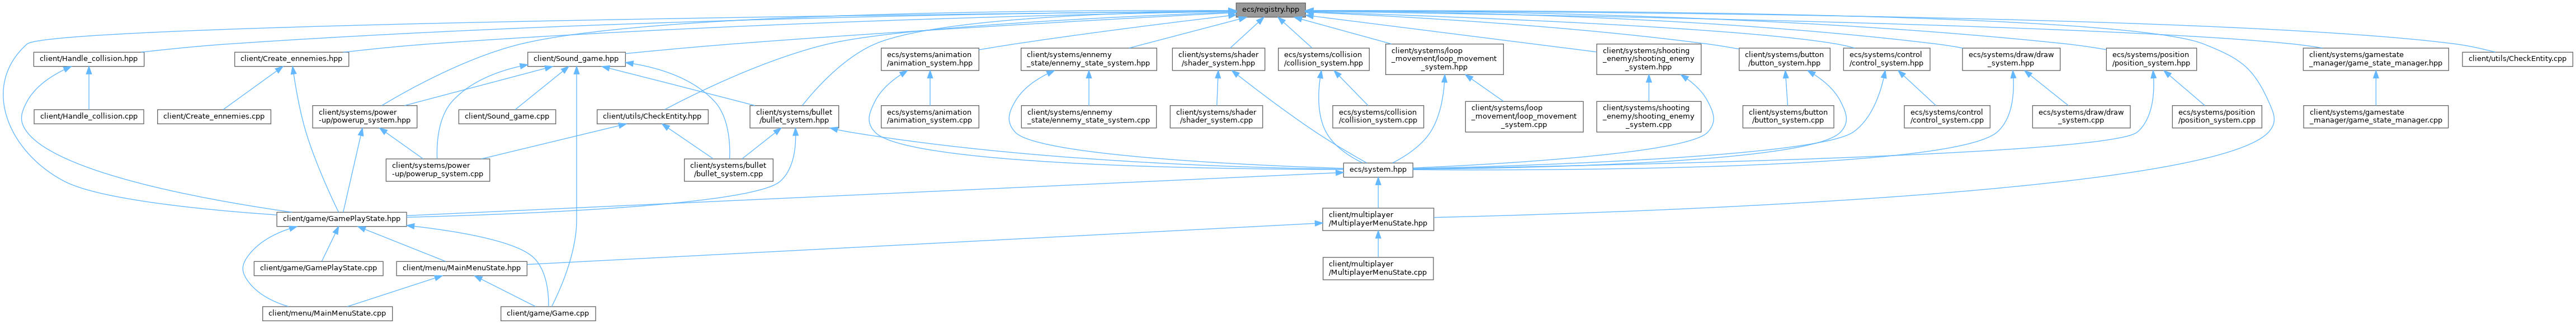 ecs/registry.hpp
client/Handle_collision.hpp
client/Create_ennemies.hpp
client/Sound_game.hpp
ecs/systems/animation
/animation_system.hpp
client/systems/ennemy
_state/ennemy_state_system.hpp
client/systems/shader
/shader_system.hpp
ecs/systems/collision
/collision_system.hpp
client/systems/loop
_movement/loop_movement
_system.hpp
client/systems/shooting
_enemy/shooting_enemy
_system.hpp
client/systems/button
/button_system.hpp
ecs/systems/control
/control_system.hpp
ecs/systems/draw/draw
_system.hpp
ecs/systems/position
/position_system.hpp
client/systems/gamestate
_manager/game_state_manager.hpp
client/utils/CheckEntity.cpp
client/Handle_collision.cpp
client/Create_ennemies.cpp
client/systems/power
-up/powerup_system.hpp
client/Sound_game.cpp
client/utils/CheckEntity.hpp
client/systems/bullet
/bullet_system.hpp
ecs/systems/animation
/animation_system.cpp
client/systems/ennemy
_state/ennemy_state_system.cpp
client/systems/shader
/shader_system.cpp
ecs/systems/collision
/collision_system.cpp
client/systems/loop
_movement/loop_movement
_system.cpp
client/systems/shooting
_enemy/shooting_enemy
_system.cpp
client/systems/button
/button_system.cpp
ecs/systems/control
/control_system.cpp
ecs/systems/draw/draw
_system.cpp
ecs/systems/position
/position_system.cpp
client/systems/gamestate
_manager/game_state_manager.cpp
client/systems/power
-up/powerup_system.cpp
client/systems/bullet
/bullet_system.cpp
ecs/system.hpp
client/game/GamePlayState.hpp
client/multiplayer
/MultiplayerMenuState.hpp
client/game/GamePlayState.cpp
client/menu/MainMenuState.hpp
client/multiplayer
/MultiplayerMenuState.cpp
client/menu/MainMenuState.cpp
client/game/Game.cpp